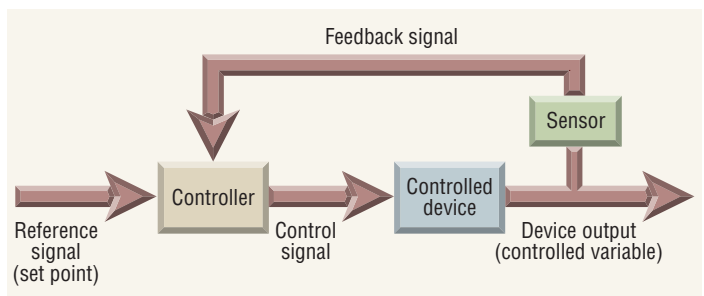 Feedback signal
Sensor
Controller
Controlled
device
Reference
signal
(set point)
Control
signal
Device output
(controlled variable)